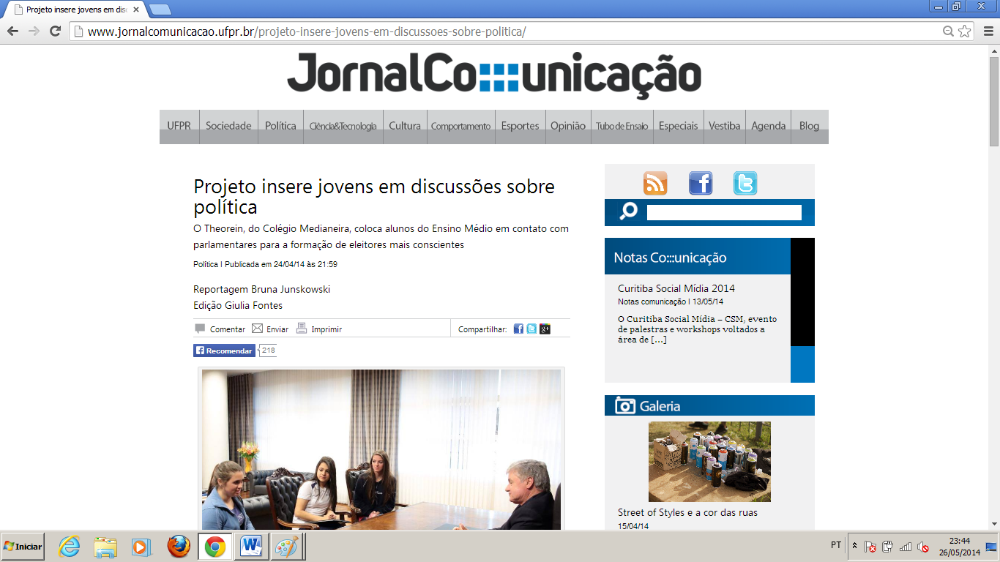 Projeto insere jovens em disc
www.jornalcomunicacao.ufpr.br/projeto-insere-jovens-em-discussoes-sobre-politica/
JornalCo:::unicação
UFPR Sociedade Política Ciência&Tecnologia Cultura Comportamento Esportes Opinião Tubo de Ensaio Especiais Vestiba Agenda Blog
Projeto insere jovens em discussões sobre
política
O Theorein, do Colégio Medianeira, coloca alunos do Ensino Médio em contato com
parlamentares para a formação de eleitores mais conscientes
Política | Publicada em 24/04/14 às 21:59
Reportagem Bruna Junskowski
Edição Giulia Fontes
Comentar Enviar Imprimir Compartilhar:
Recomendar 218
Notas Co:::unicação
Curitiba Social Mídia 2014
Notas comunicação | 13/05/14
O Curitiba Social Mídia – CSM, evento
de palestras e workshops voltados a
área de [...]
Galeria
Street of Styles e a cor das ruas
15/04/14
Iniciar
PT
23:44
26/05/2014